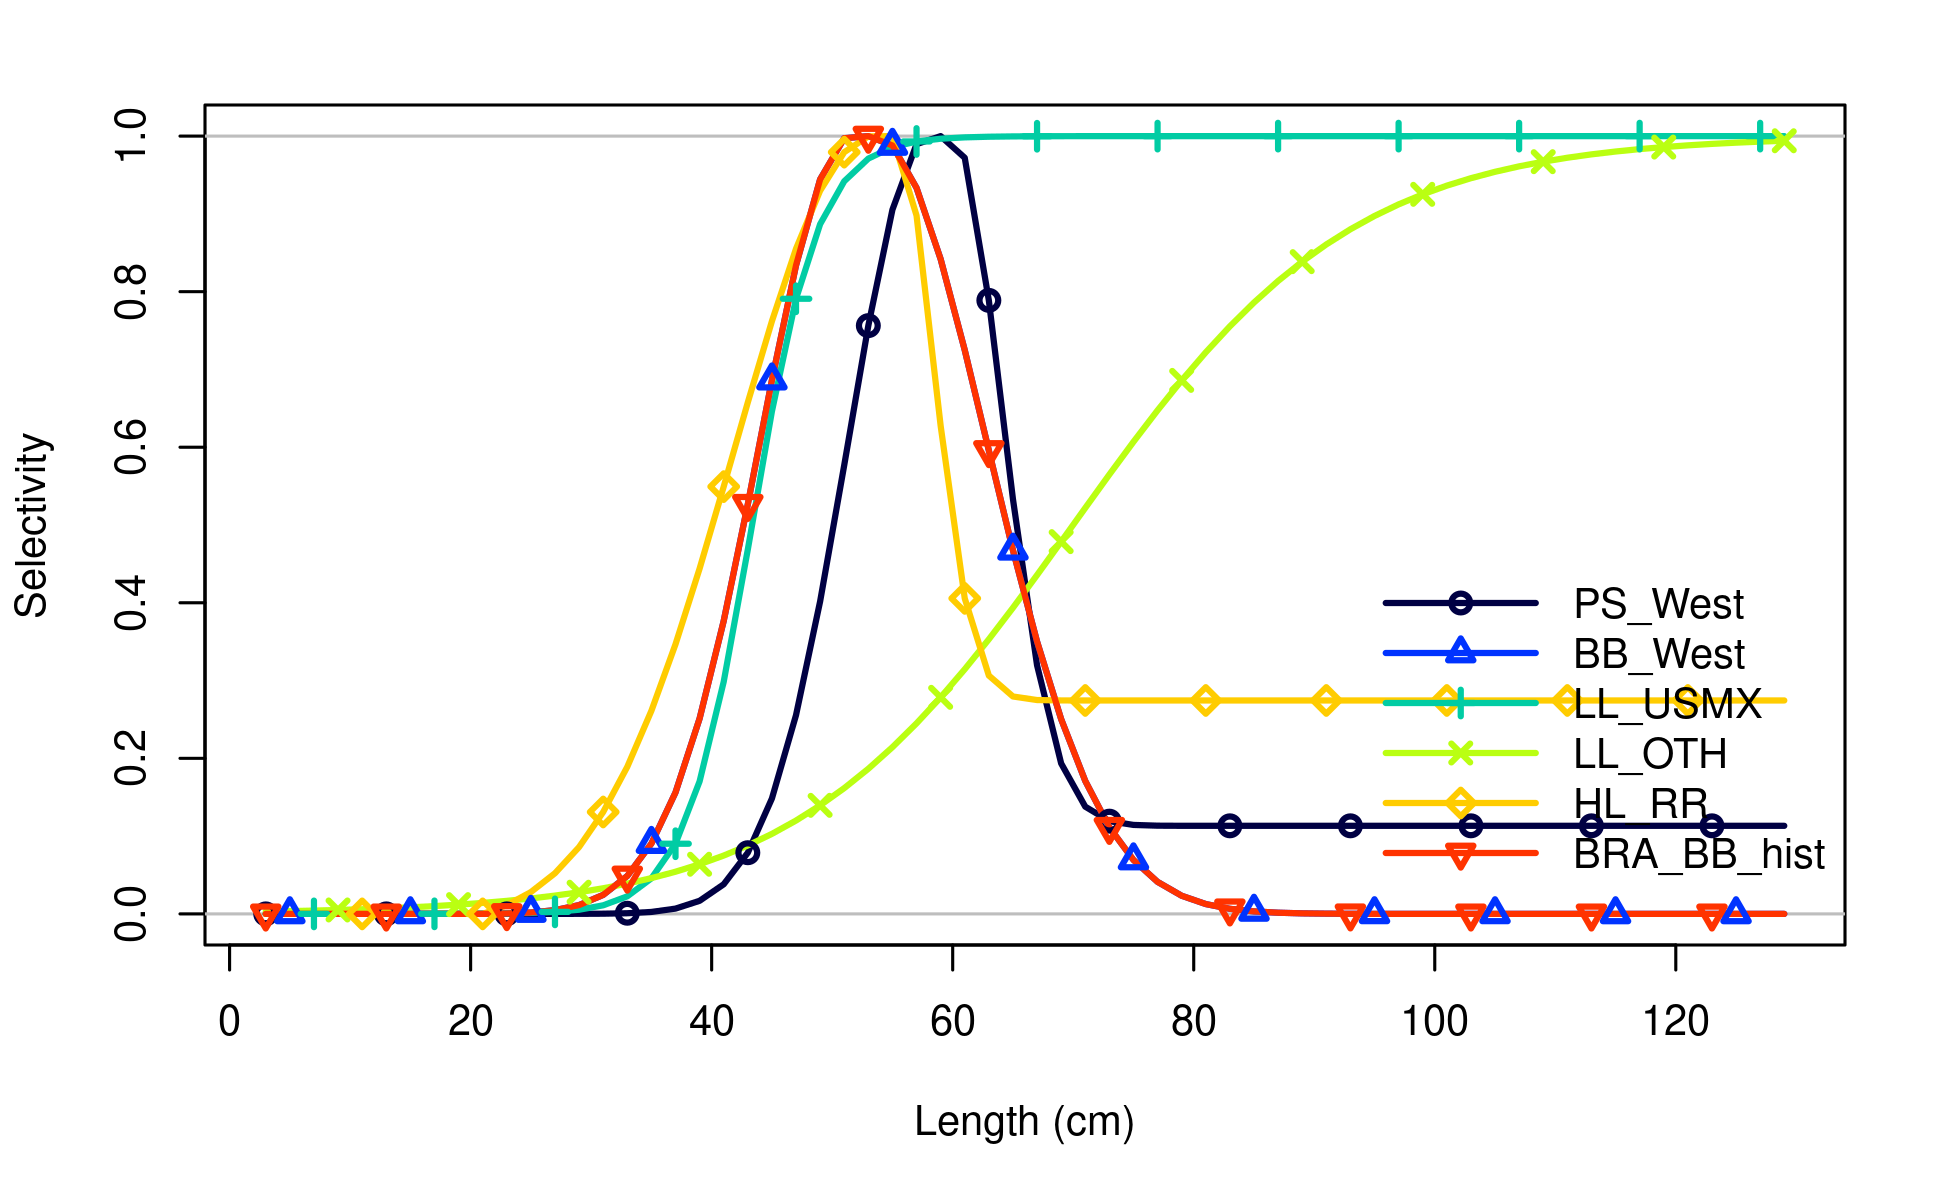 1.0
0.8
0.6
0.4
0.2
0.0
Selectivity
PS_West
BB_West
LL_USMX
LL_OTH
HL_RR
BRA_BB_hist
0 20 40 60 80 100 120
Length (cm)